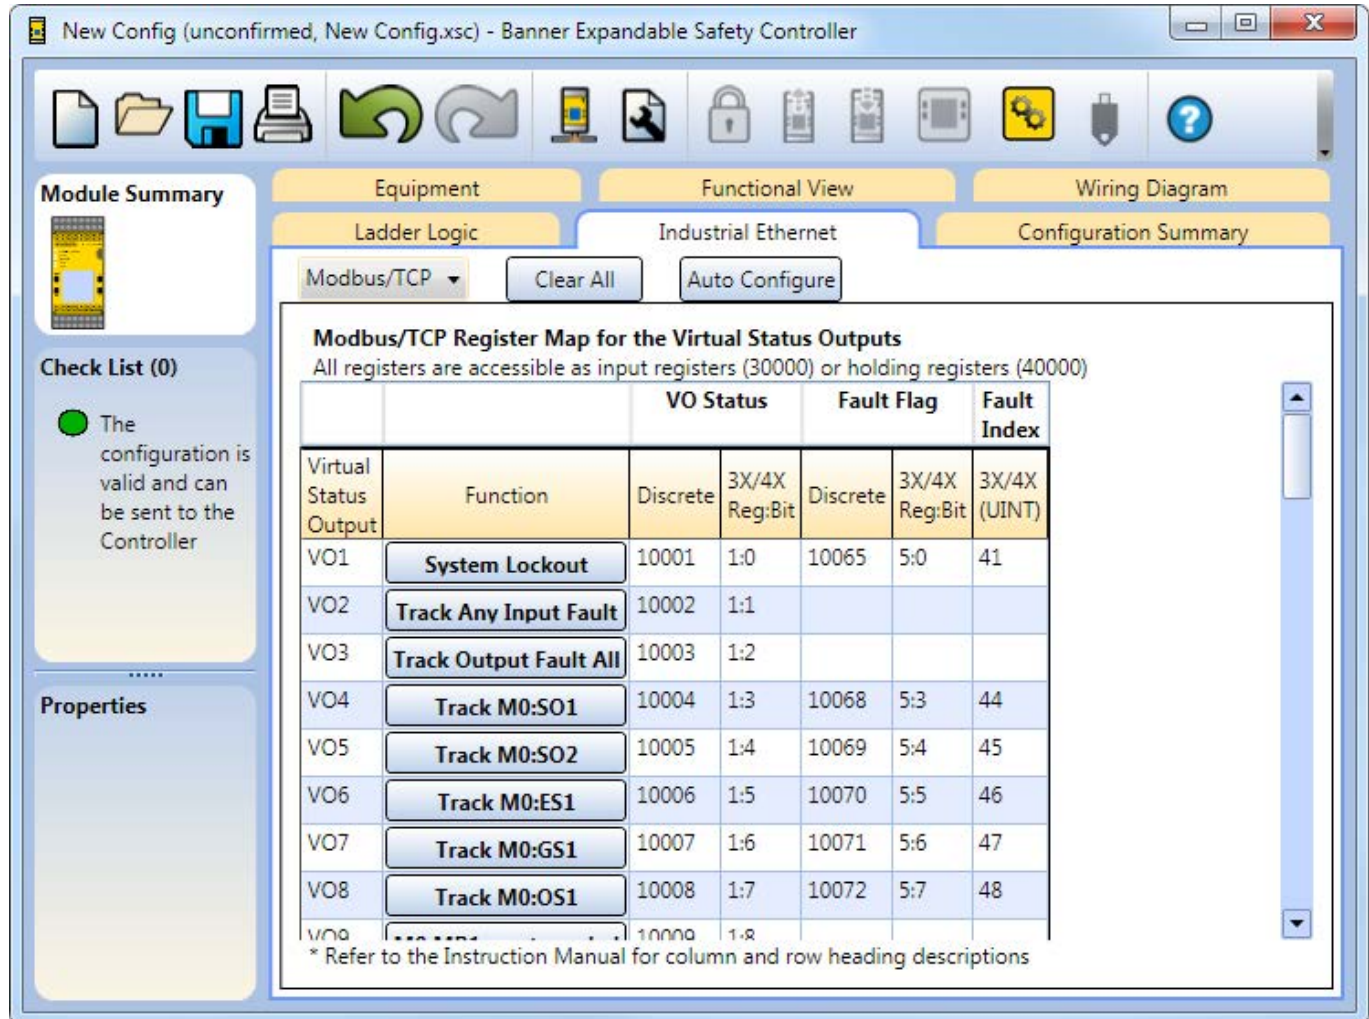 New Config (unconfirmed, New Config.xsc) - Banner Expandable Safety Controller
Module Summary
Equipment Functional View Wiring Diagram
Ladder Logic Industrial Ethernet Configuration Summary
Modbus/TCP Clear All Auto Configure
Check List (0)
The
configuration is
valid and can
be sent to the
Controller
Properties
Modbus/TCP Register Map for the Virtual Status Outputs
All registers are accessible as input registers (30000) or holding registers (40000)
VO Status Fault Flag Fault Index
Virtual Status Output Function Discrete 3X/4X Reg:Bit Discrete 3X/4X Reg:Bit 3X/4X (UINT)
VO1 System Lockout 10001 1:0 10065 5:0 41
VO2 Track Any Input Fault 10002 1:1
VO3 Track Output Fault All 10003 1:2
VO4 Track M0:SO1 10004 1:3 10068 5:3 44
VO5 Track M0:SO2 10005 1:4 10069 5:4 45
VO6 Track M0:ES1 10006 1:5 10070 5:5 46
VO7 Track M0:GS1 10007 1:6 10071 5:6 47
VO8 Track M0:OS1 10008 1:7 10072 5:7 48
VO9 10009 1:8
* Refer to the Instruction Manual for column and row heading descriptions